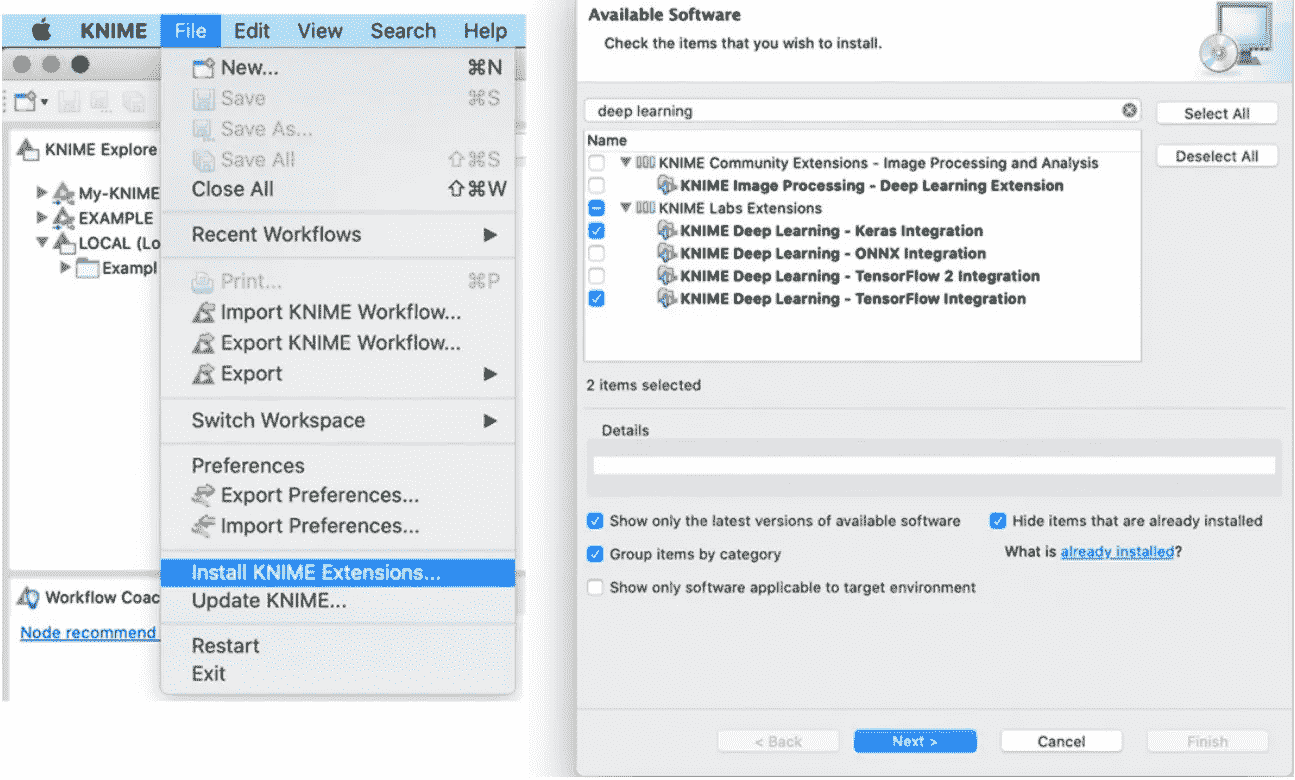 KNIME File Edit View Search Help
New... ⌘N
Save ⌘S
Save As...
Save All ⇧⌘S
Close All ⇧⌘W
Recent Workflows
Print... ⌘P
Import KNIME Workflow...
Export KNIME Workflow...
Export
Switch Workspace
Preferences
Export Preferences...
Import Preferences...
Install KNIME Extensions...
Update KNIME...
Restart
Exit
KNIME Explore
My-KNIME
EXAMPLE
LOCAL (Lo
Exampl
Workflow Coac
Node recommend
Available Software
Check the items that you wish to install.
deep learning
Select All
Deselect All
Name
KNIME Community Extensions - Image Processing and Analysis
KNIME Image Processing - Deep Learning Extension
KNIME Labs Extensions
KNIME Deep Learning - Keras Integration
KNIME Deep Learning - ONNX Integration
KNIME Deep Learning - TensorFlow 2 Integration
KNIME Deep Learning - TensorFlow Integration
2 items selected
Details
Show only the latest versions of available software
Hide items that are already installed
Group items by category
What is already installed?
Show only software applicable to target environment
< Back
Next >
Cancel
Finish